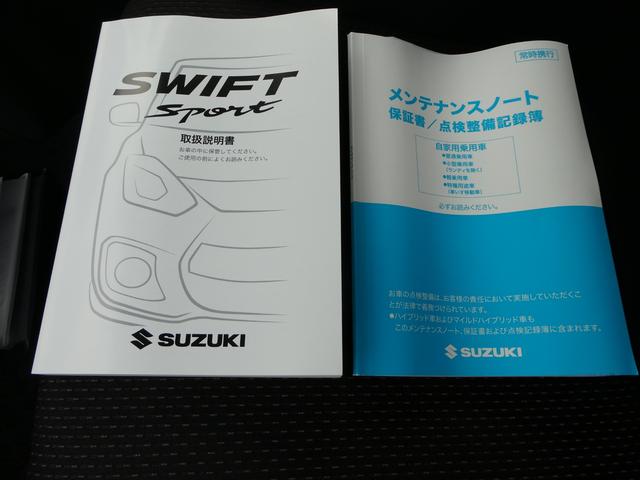 SWIFT
Sport
取扱説明書
お車の中に保管してください。
ご使用の前によくお読みください。
SUZUKI
常時携行
メンテナンスノート
保証書/点検整備記録簿
自家用乗用車
●普通乗用車
●小型乗用車
(ランディを除く)
●軽乗用車
●特種用途車
(車いす移動車)
必ずお読みください。
お車の点検整備は、お客様の責任において実施していただくこ
とが法律で義務づけられています。
●ハイブリッド車およびマイルドハイブリッド車も
このメンテナンスノート、保証書および点検記録簿に含まれます。
SUZUKI